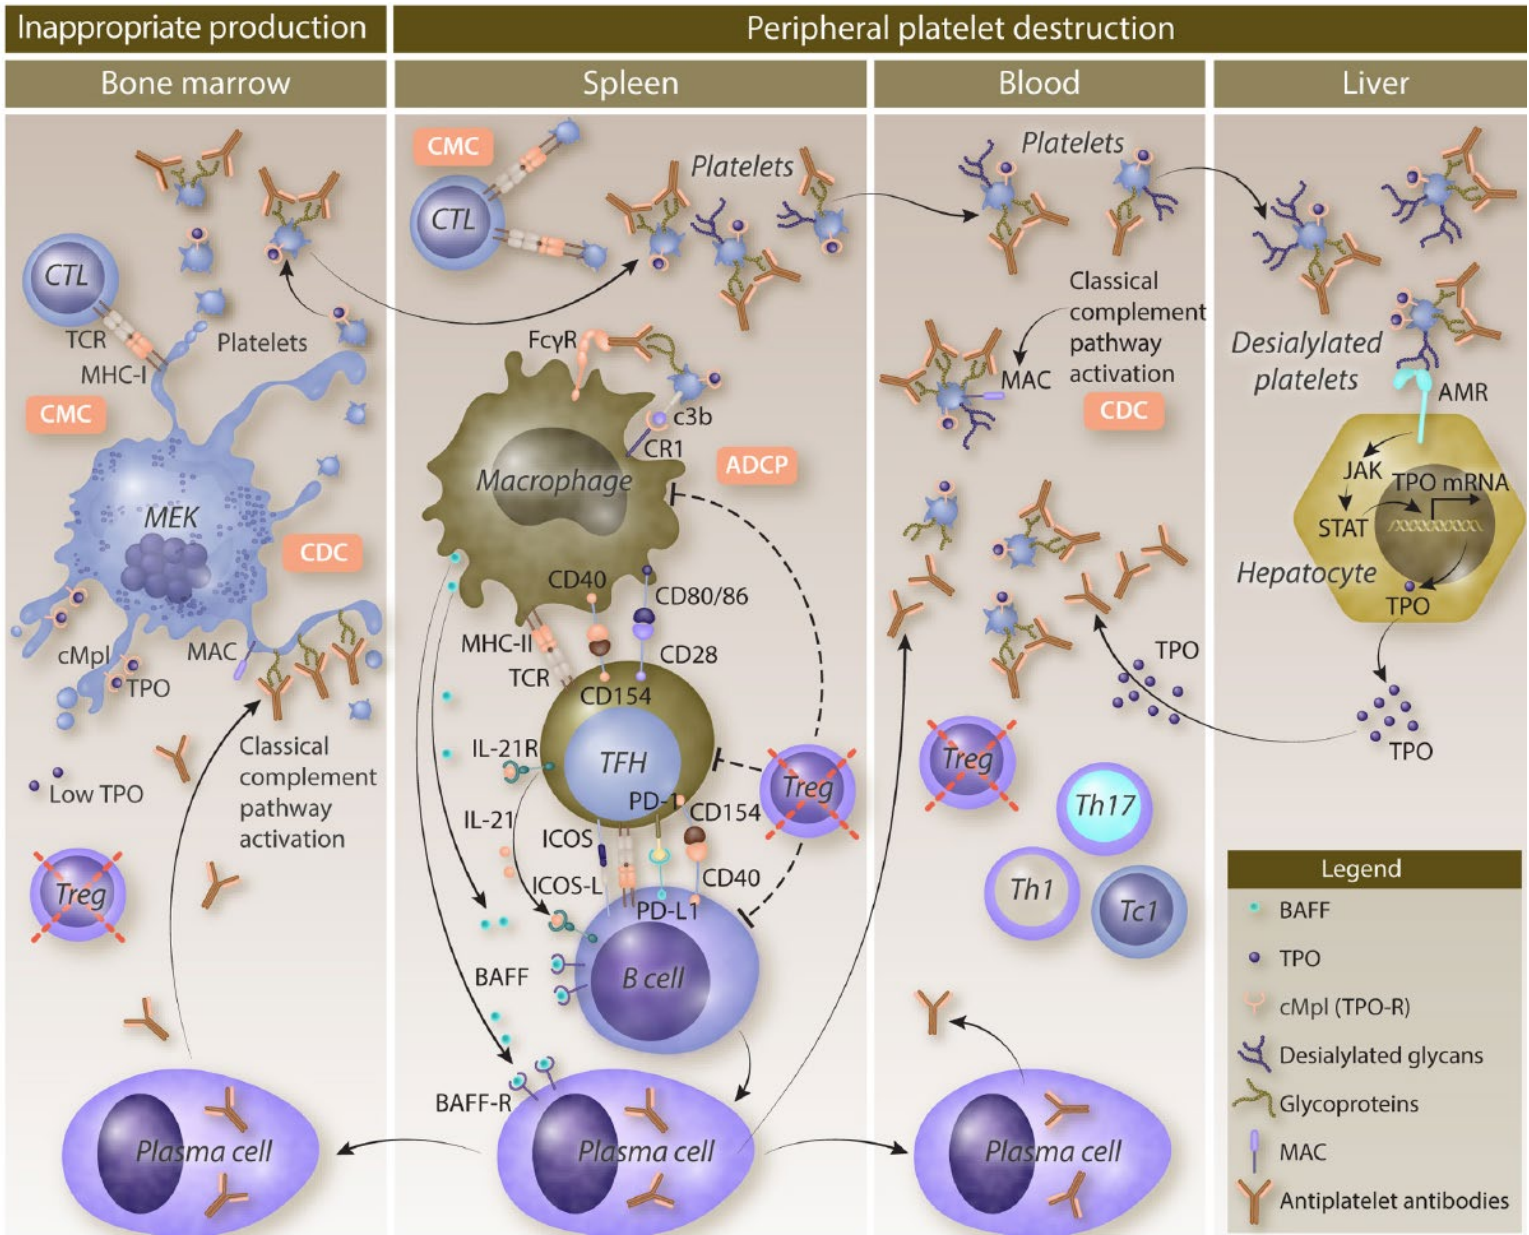 Inappropriate production
Peripheral platelet destruction
Bone marrow
Spleen
Blood
Liver
CTL
TCR
MHC-I
Platelets
CMC
MEK
CDC
cMpl
TPO
MAC
Classical
complement
pathway
activation
Low TPO
Treg
Plasma cell
CMC
CTL
Platelets
FcγR
c3b
CR1
ADCP
Macrophage
CD40
CD80/86
MHC-II
TCR
CD28
CD154
IL-21R
TFH
Treg
PD-1
CD154
IL-21
ICOS
ICOS-L
CD40
PD-L1
BAFF
B cell
BAFF-R
Plasma cell
Platelets
Classical
complement
pathway
activation
MAC
CDC
TPO
Treg
Th17
Th1
Tc1
Plasma cell
Desialylated
platelets
AMR
JAK
STAT
TPO mRNA
Hepatocyte
TPO
TPO
Legend
BAFF
TPO
cMpl (TPO-R)
Desialylated glycans
Glycoproteins
MAC
Antiplatelet antibodies